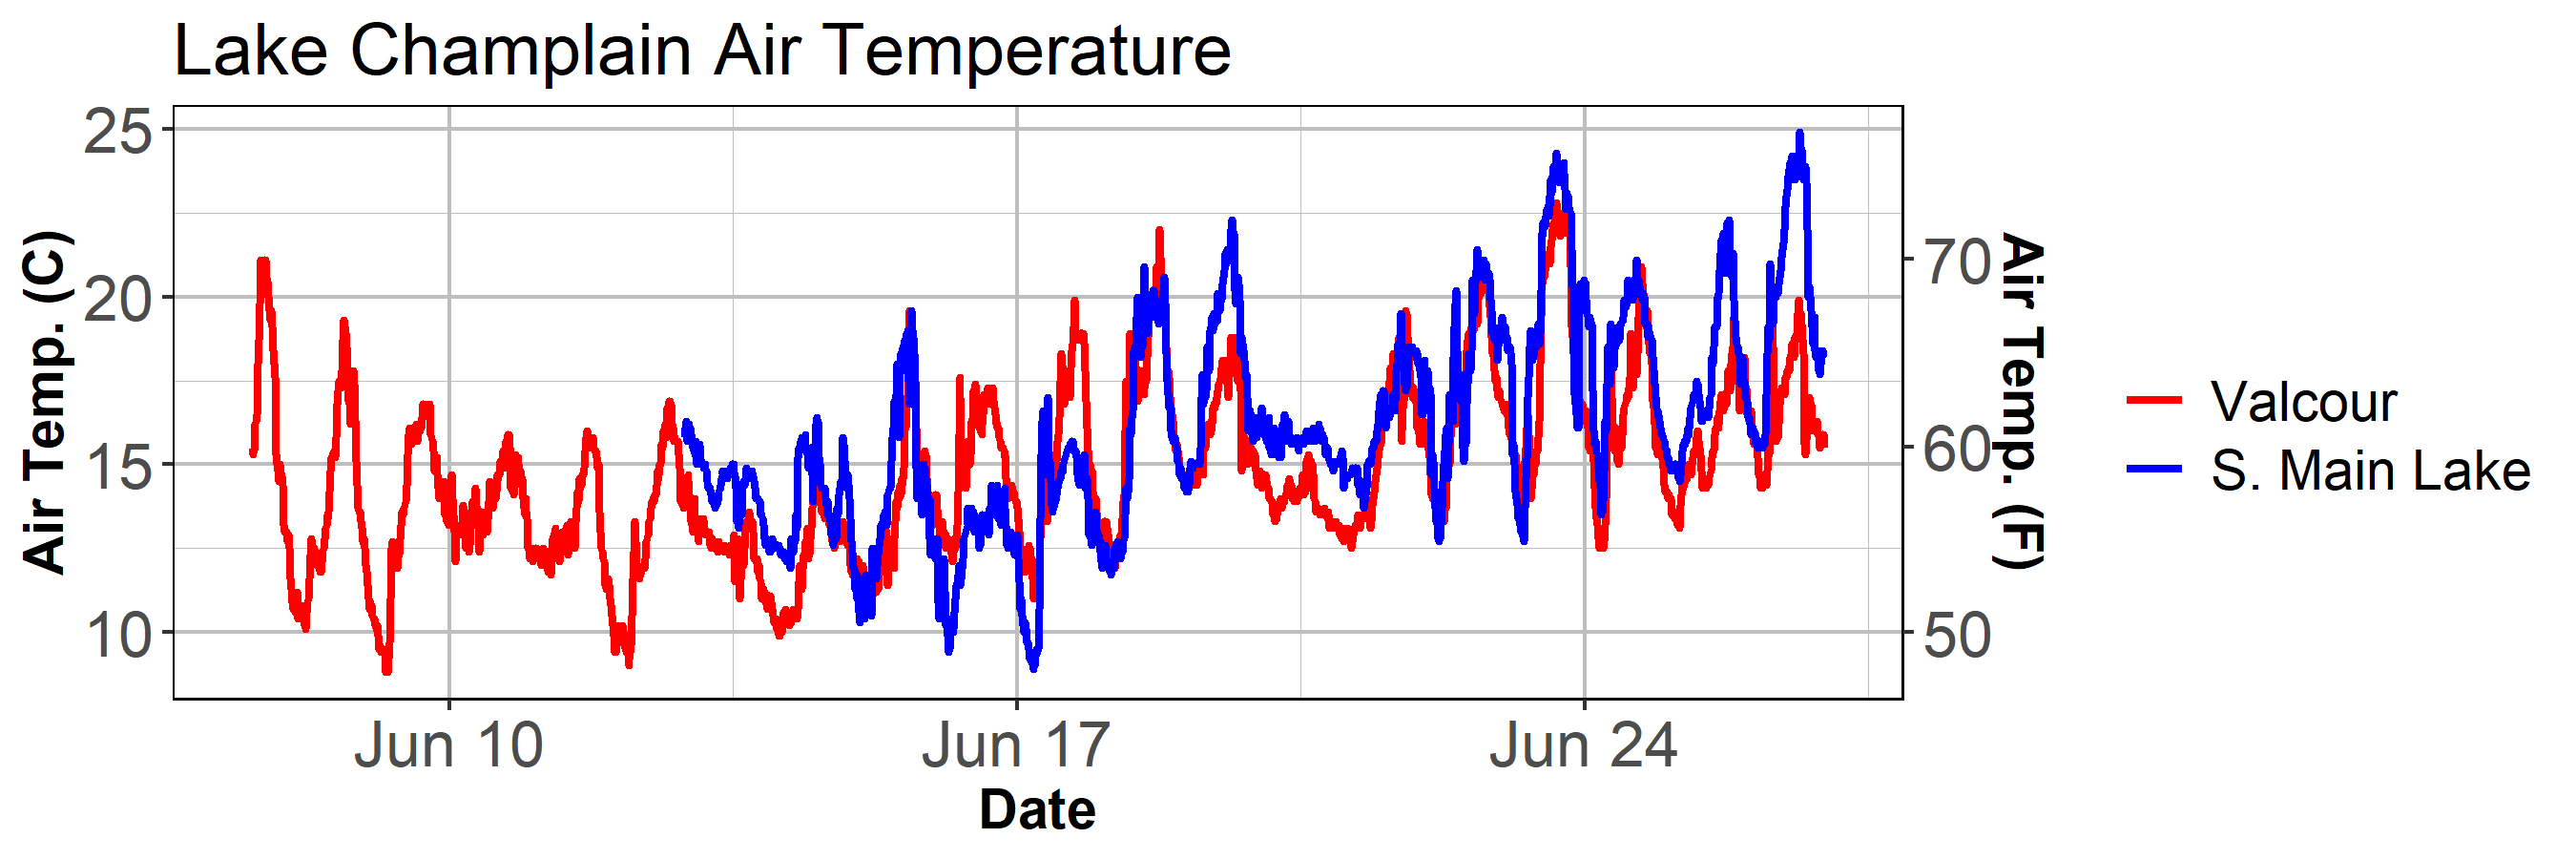 Lake Champlain Air Temperature
Air Temp. (C)
25
20
15
10
70
60
50
Air Temp. (F)
Jun 10
Jun 17
Jun 24
Date
Valcour
S. Main Lake